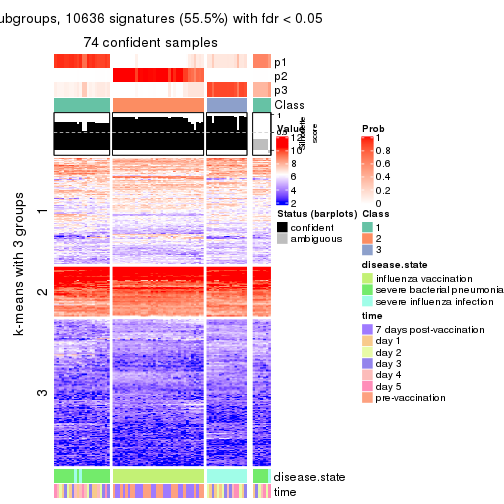 ubgroups, 10636 signatures (55.5%) with fdr < 0.05
74 confident samples
p1
p2
p3
Class
1
0.5
Silhouette
score
Value
12
10
8
6
4
2
Prob
1
0.8
0.6
0.4
0.2
0
Status (barplots)
confident
ambiguous
Class
1
2
3
disease.state
influenza vaccination
severe bacterial pneumonia
severe influenza infection
time
7 days post-vaccination
day 1
day 2
day 3
day 4
day 5
pre-vaccination
k-means with 3 groups
1
2
3
disease.state
time